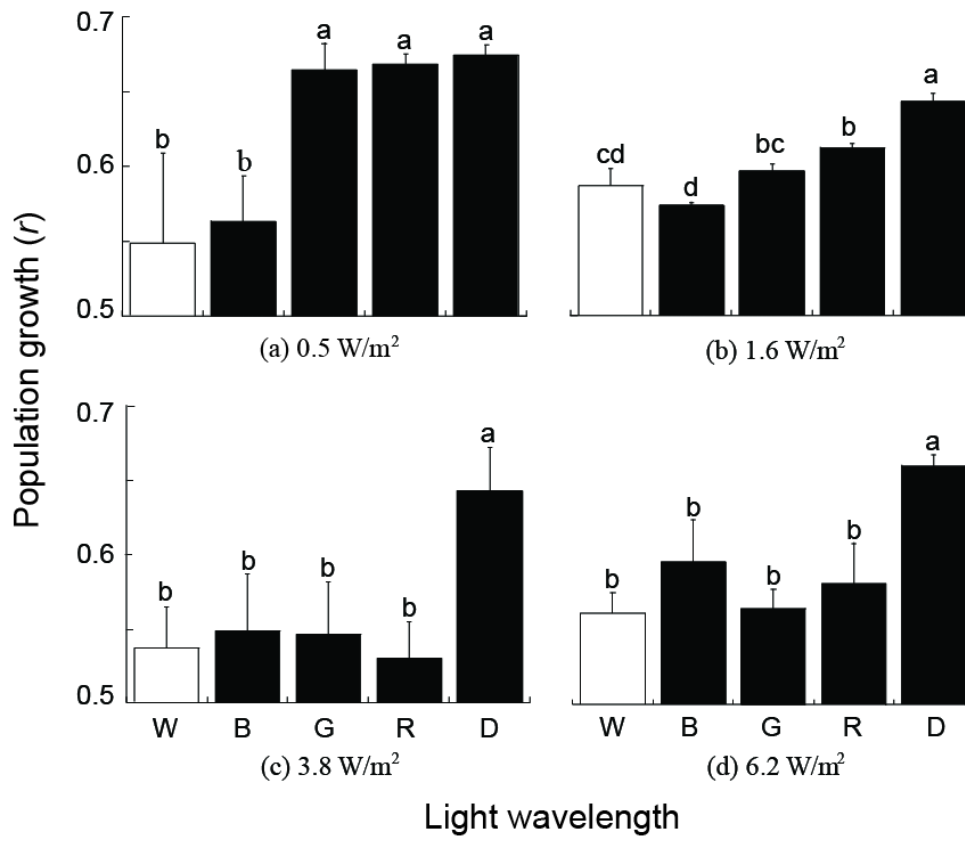 Population growth (r)
0.7
0.6
0.5
b
b
a
a
a
(a) 0.5 W/m²
cd
d
bc
b
a
(b) 1.6 W/m²
0.7
0.6
0.5
b
b
b
b
a
W B G R D
(c) 3.8 W/m²
b
b
b
b
a
W B G R D
(d) 6.2 W/m²
Light wavelength